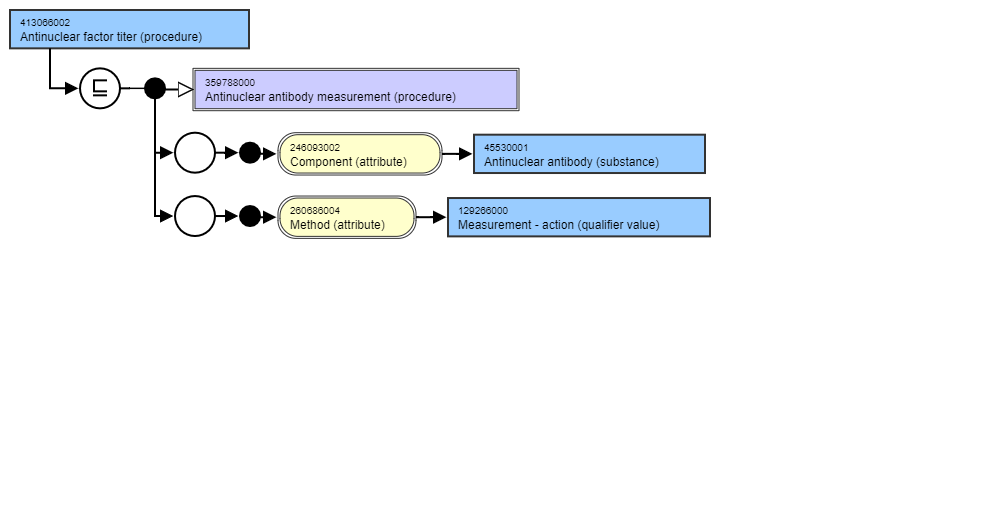 413066002
Antinuclear factor titer (procedure)
⊑
359788000
Antinuclear antibody measurement (procedure)
246093002
Component (attribute)
45530001
Antinuclear antibody (substance)
260686004
Method (attribute)
129266000
Measurement - action (qualifier value)